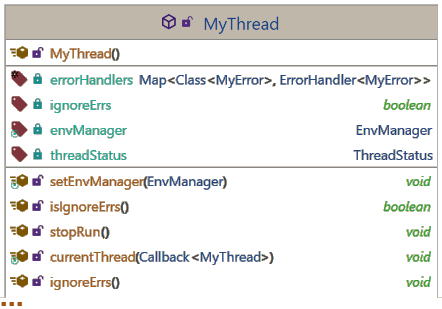 MyThread
MyThread()
errorHandlers Map<Class<MyError>, ErrorHandler<MyError>>
ignoreErrs boolean
envManager EnvManager
threadStatus ThreadStatus
setEnvManager(EnvManager) void
isIgnoreErrs() boolean
stopRun() void
currentThread(Callback<MyThread>) void
ignoreErrs() void
...